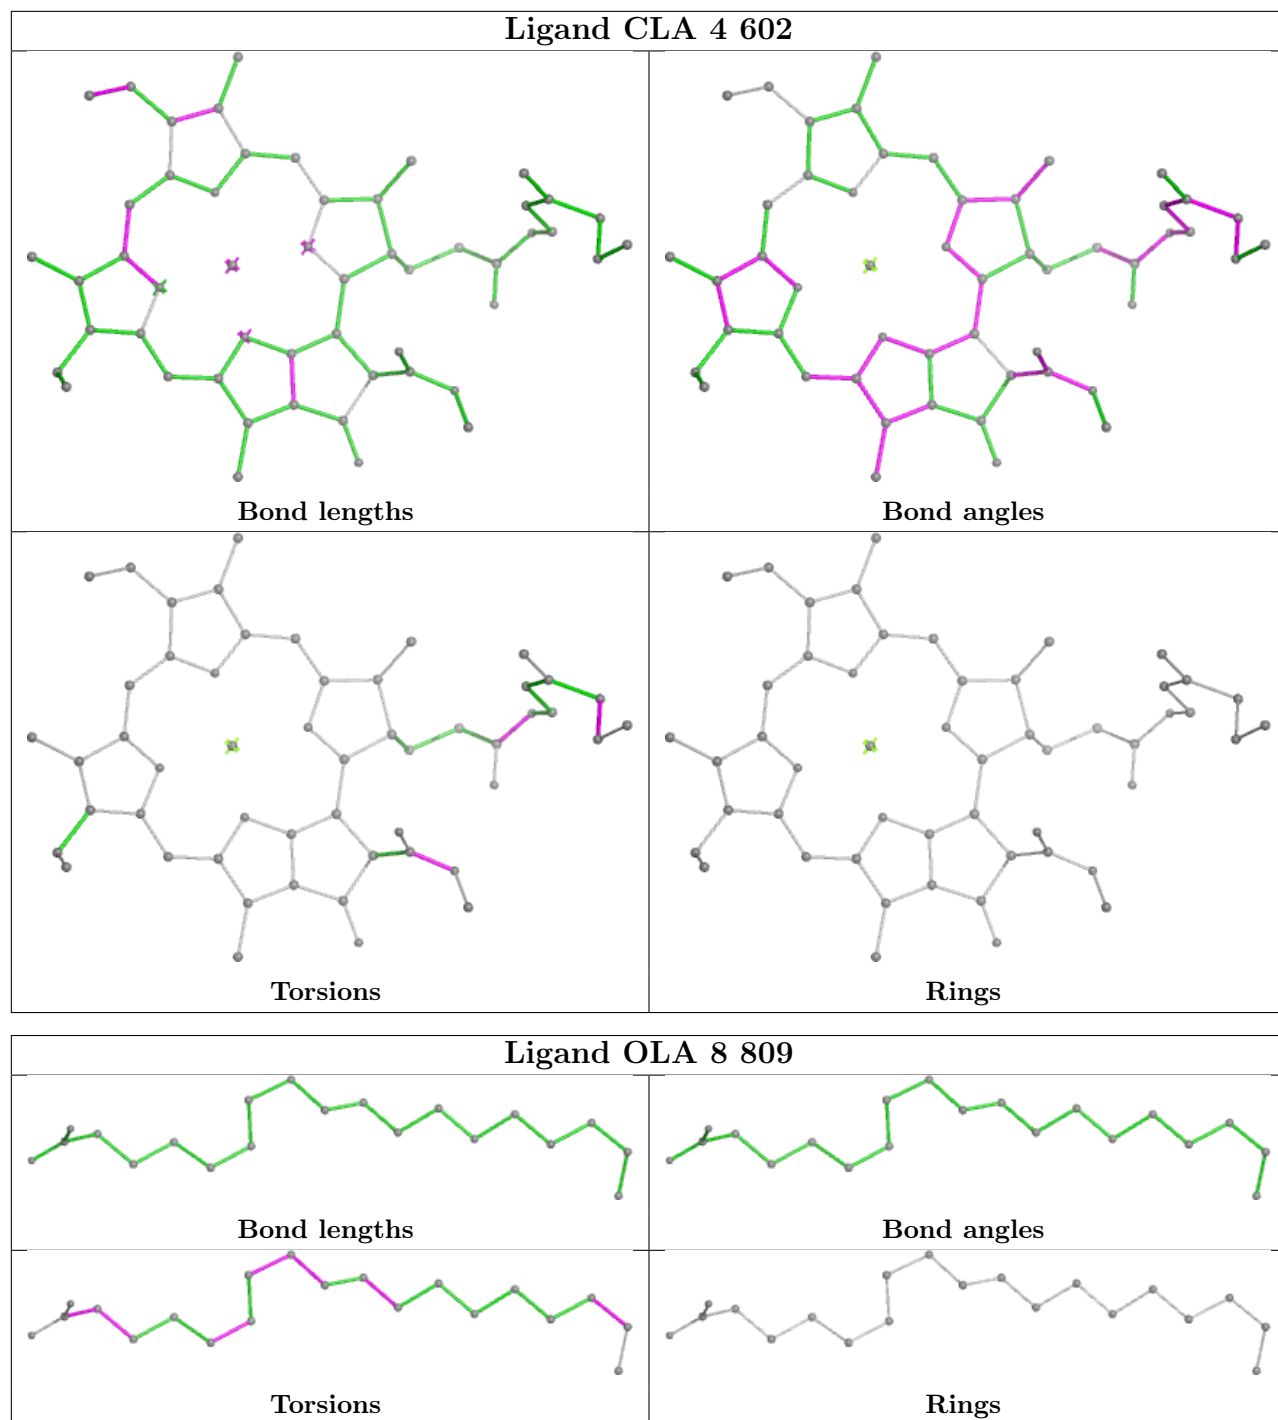 Ligand CLA 4 602
Bond lengths
Bond angles
Torsions
Rings
Ligand OLA 8 809
Bond lengths
Bond angles
Torsions
Rings